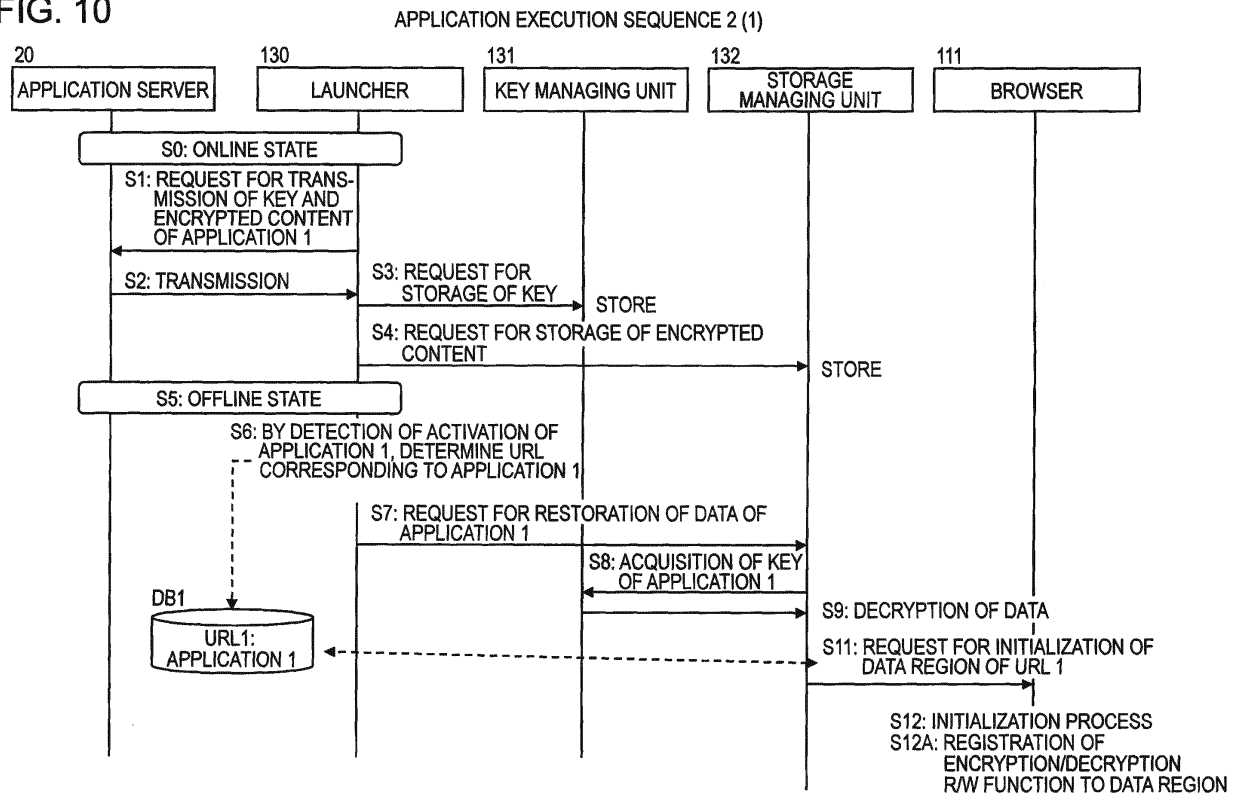 FIG. 10
APPLICATION EXECUTION SEQUENCE 2 (1)
20
APPLICATION SERVER
130
LAUNCHER
131
KEY MANAGING UNIT
132
STORAGE
MANAGING UNIT
111
BROWSER
S0: ONLINE STATE
S1: REQUEST FOR TRANS-
MISSION OF KEY AND
ENCRYPTED CONTENT
OF APPLICATION 1
S2: TRANSMISSION
S3: REQUEST FOR
STORAGE OF KEY
STORE
S4: REQUEST FOR STORAGE OF ENCRYPTED
CONTENT
STORE
S5: OFFLINE STATE
S6: BY DETECTION OF ACTIVATION OF
APPLICATION 1, DETERMINE URL
CORRESPONDING TO APPLICATION 1
S7: REQUEST FOR RESTORATION OF DATA OF
APPLICATION 1
S8: ACQUISITION OF KEY
OF APPLICATION 1
S9: DECRYPTION OF DATA
DB1
URL1:
APPLICATION 1
S11: REQUEST FOR INITIALIZATION OF
DATA REGION OF URL 1
S12: INITIALIZATION PROCESS
S12A: REGISTRATION OF
ENCRYPTION/DECRYPTION
R/W FUNCTION TO DATA REGION